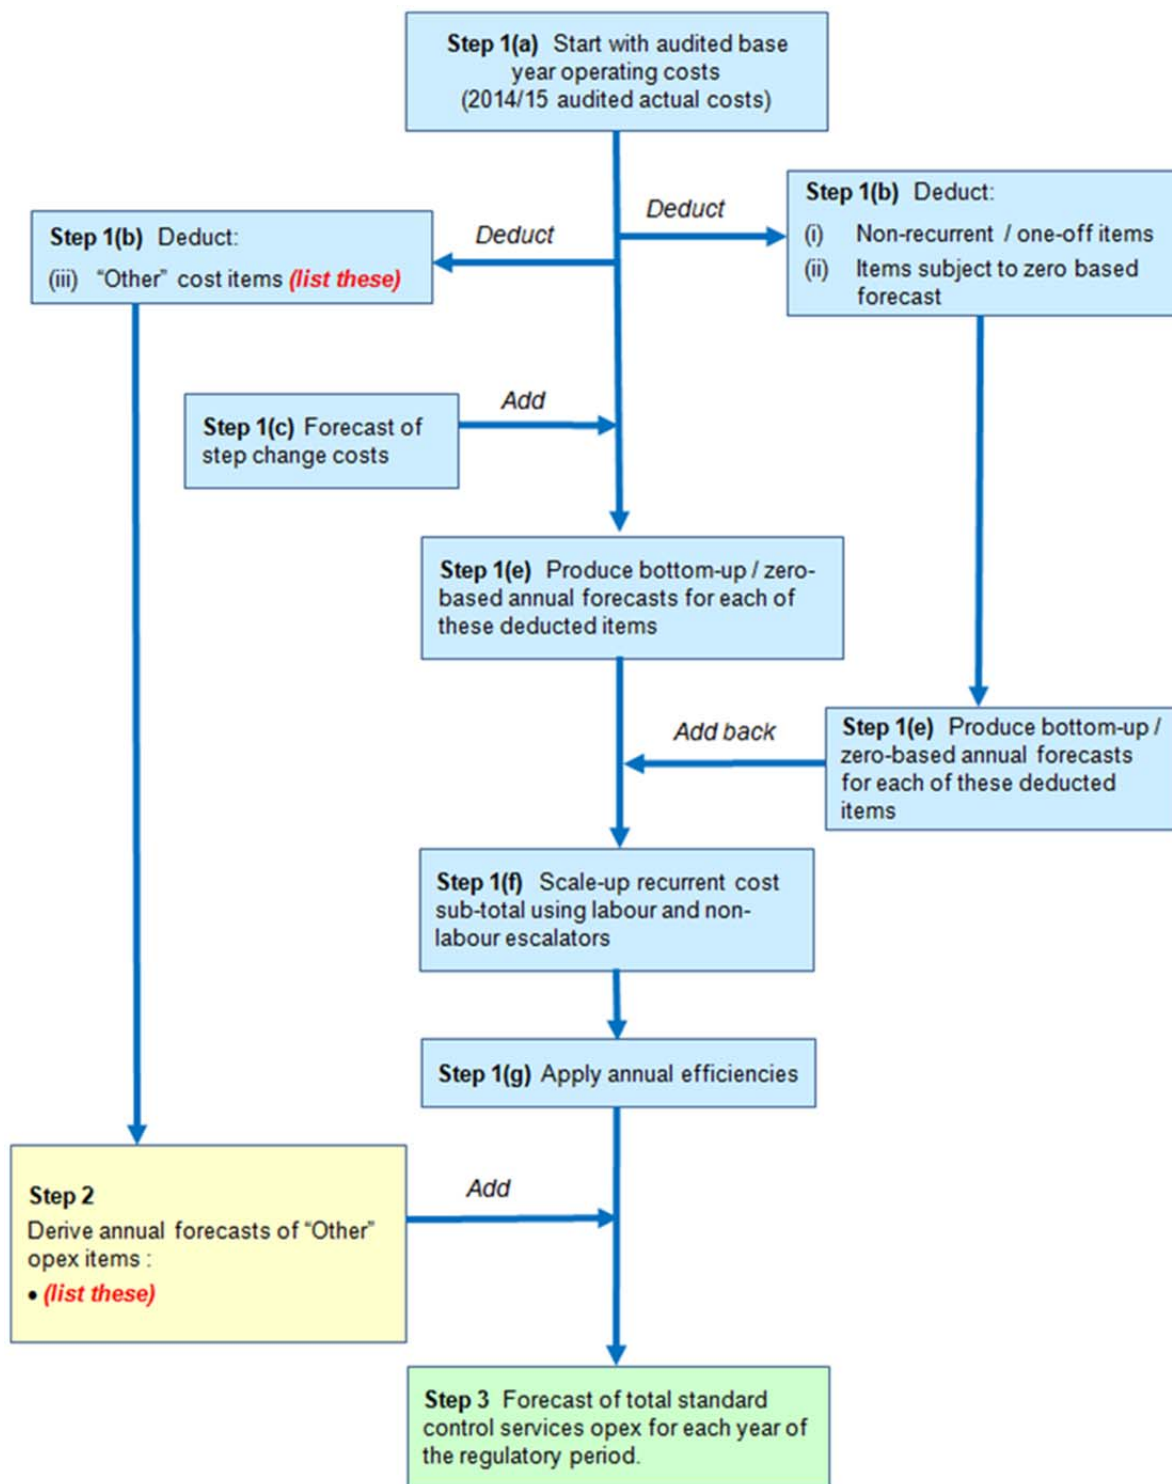 Step 1(a) Start with audited base
year operating costs
(2014/15 audited actual costs)
Deduct
Step 1(b) Deduct:
(i) Non-recurrent / one-off items
(ii) Items subject to zero based
forecast
Deduct
Step 1(b) Deduct:
(iii) “Other” cost items (list these)
Add
Step 1(c) Forecast of
step change costs
Step 1(e) Produce bottom-up / zero-
based annual forecasts for each of
these deducted items
Add back
Step 1(e) Produce bottom-up /
zero-based annual forecasts
for each of these deducted
items
Step 1(f) Scale-up recurrent cost
sub-total using labour and non-
labour escalators
Step 1(g) Apply annual efficiencies
Step 2
Derive annual forecasts of “Other”
opex items :
• (list these)
Add
Step 3 Forecast of total standard
control services opex for each year of
the regulatory period.